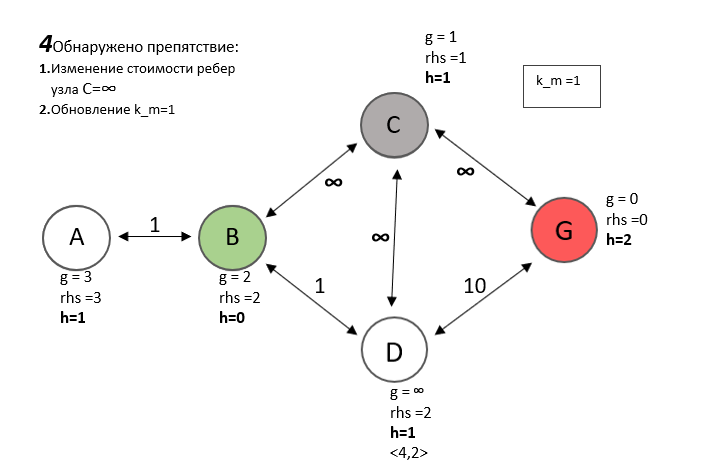 4Обнаружено препятствие:
1.Изменение стоимости ребер
узла C=∞
2.Обновление k_m=1
g = 1
rhs =1
h=1
k_m =1
C
∞
∞
1
∞
A
B
G
g = 0
rhs =0
h=2
g = 3
rhs =3
h=1
g = 2
rhs =2
h=0
1
10
D
g = ∞
rhs =2
h=1
<4,2>